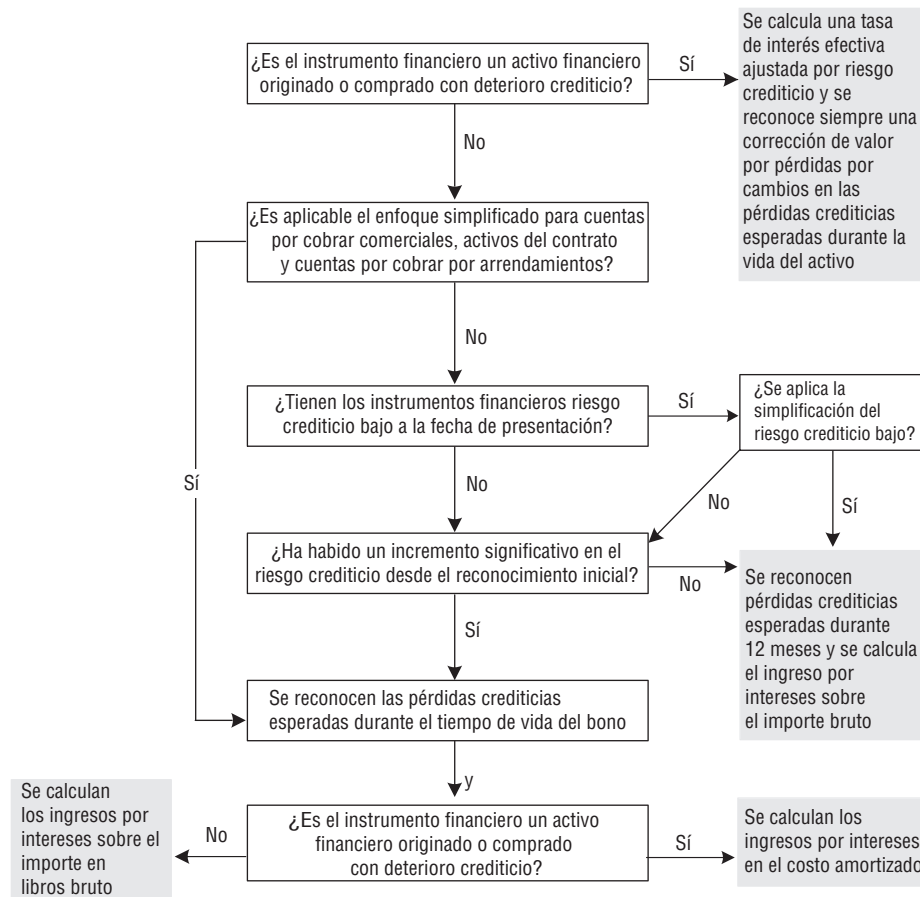 ¿Es el instrumento financiero un activo financiero
originado o comprado con deterioro crediticio?
Sí
Se calcula una tasa
de interés efectiva
ajustada por riesgo
crediticio y se
reconoce siempre una
corrección de valor
por pérdidas por
cambios en las
pérdidas crediticias
esperadas durante la
vida del activo
No
¿Es aplicable el enfoque simplificado para cuentas
por cobrar comerciales, activos del contrato
y cuentas por cobrar por arrendamientos?
No
¿Tienen los instrumentos financieros riesgo
crediticio bajo a la fecha de presentación?
Sí
¿Se aplica la
simplificación del
riesgo crediticio bajo?
Sí
No
No
Sí
¿Ha habido un incremento significativo en el
riesgo crediticio desde el reconocimiento inicial?
No
Se reconocen
pérdidas crediticias
esperadas durante
12 meses y se calcula
el ingreso por
intereses sobre
el importe bruto
Sí
Se reconocen las pérdidas crediticias
esperadas durante el tiempo de vida del bono
y
¿Es el instrumento financiero un activo
financiero originado o comprado
con deterioro crediticio?
No
Se calculan
los ingresos por
intereses sobre el
importe en
libros bruto
Sí
Se calculan los
ingresos por intereses
en el costo amortizado